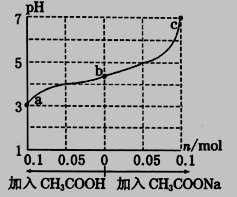 pH
7
c
5
b
3
a
1
n/mol
0.1 0.05 0 0.05 0.1
加入 CH₃COOH 加入 CH₃COONa